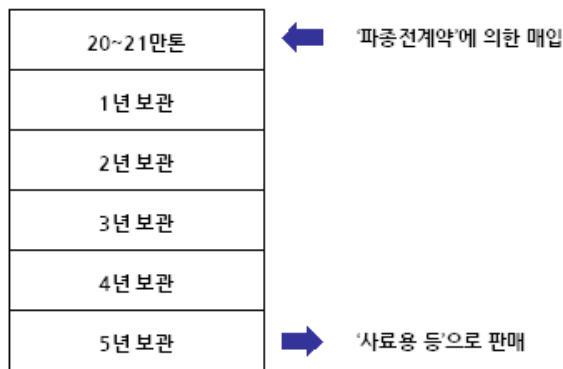 20~21만톤
'파종전계약'에 의한 매입
1년 보관
2년 보관
3년 보관
4년 보관
5년 보관
'사료용 등'으로 판매